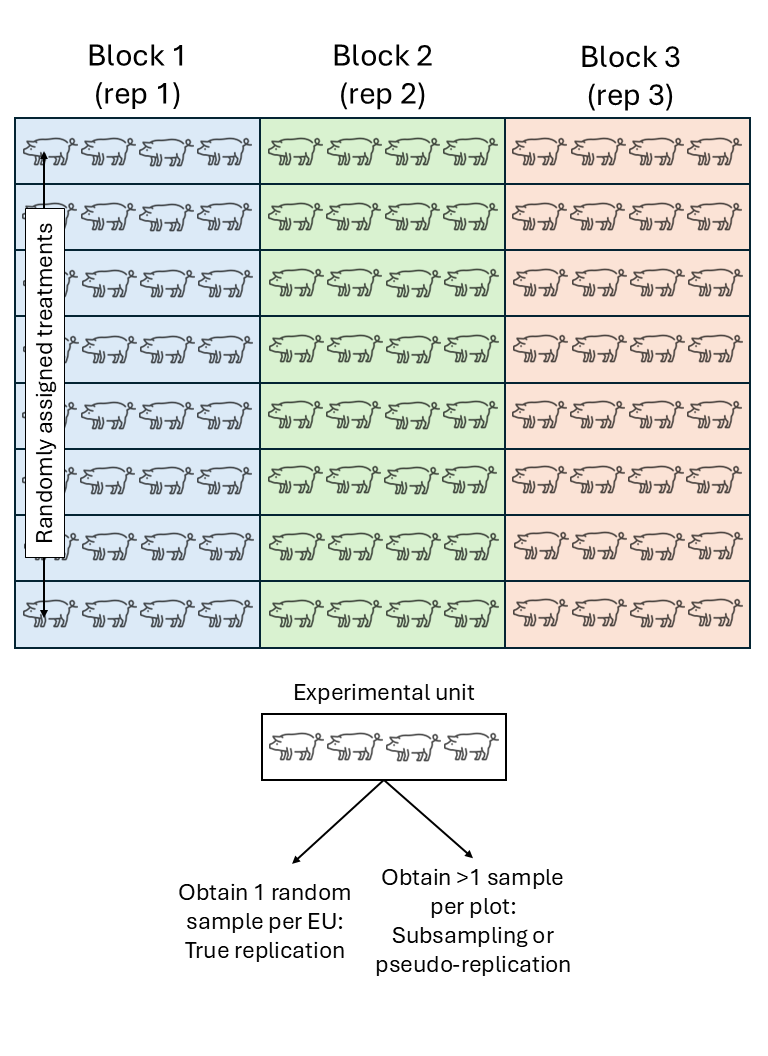 Block 1
(rep 1)
Block 2
(rep 2)
Block 3
(rep 3)
Randomly assigned treatments
Experimental unit
Obtain 1 random
sample per EU:
True replication
Obtain >1 sample
per plot:
Subsampling or
pseudo-replication